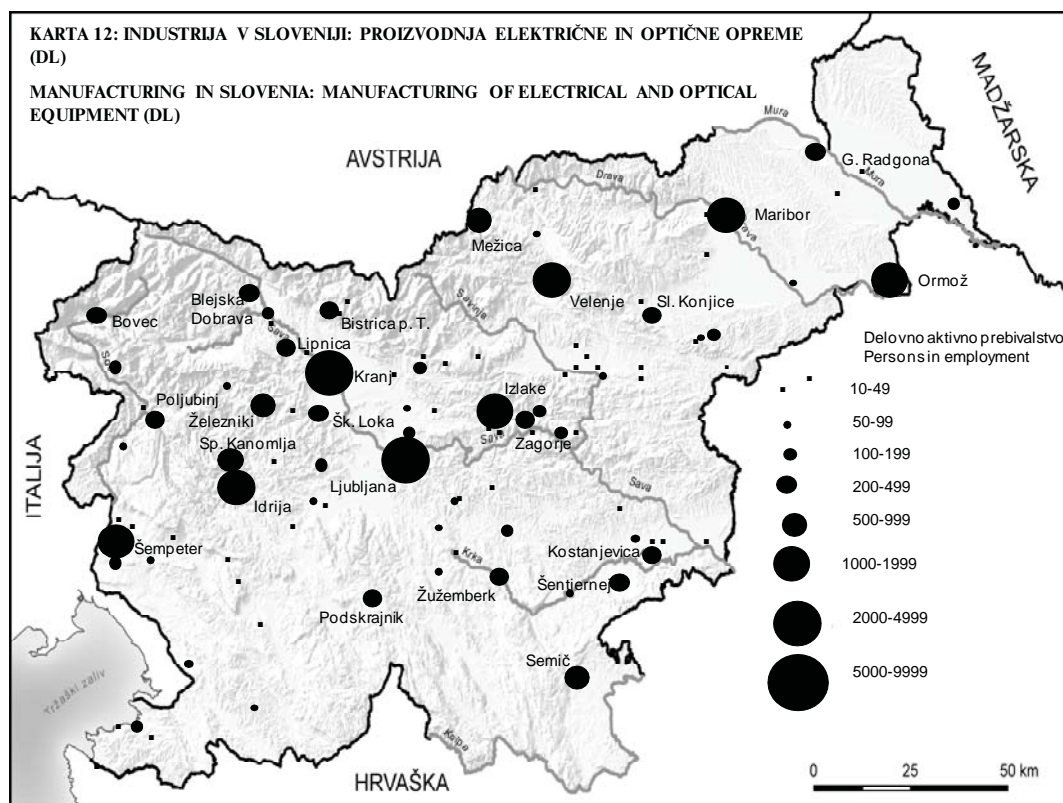 KARTA 12: INDUSTRIJA V SLOVENIJI: PROIZVODNJA ELEKTRIČNE IN OPTIČNE OPREME
(DL)
MANUFACTURING IN SLOVENIA: MANUFACTURING OF ELECTRICAL AND OPTICAL
EQUIPMENT (DL)
MADŽARSKA
AVSTRIJA
Mura
G. Radgona
Mura
Drava
Maribor
Mežica
Velenje
Ormož
Sl. Konjice
Savinja
Blejska
Dobrava
Bovec
Bistrica p. T.
Lipnica
Kranj
Izlake
Poljubinj
Železniki
Šk. Loka
Sava
Zagorje
Sp. Kanomlja
Ljubljana
Idrija
Sava
ITALIJA
Šempeter
Krka
Kostanjevica
Žužemberk
Šentjernej
Podskrajnik
Semič
Tržaški zaliv
Kolpa
HRVAŠKA
Delovno aktivno prebivalstvo
Persons in employment
10-49
50-99
100-199
200-499
500-999
1000-1999
2000-4999
5000-9999
0 25 50 km